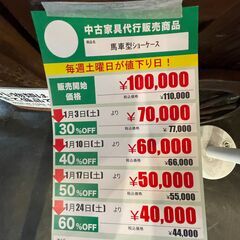 中古家具代行販売商品
商品名 馬車型ショーケース
毎週土曜日が値下り日！
販売開始価格 ¥100,000
税込価格 ¥110,000
1月3日(土) より ¥70,000
30%OFF 税込価格 ¥77,000
1月10日(土) より ¥60,000
40%OFF 税込価格 ¥66,000
1月17日(土) より ¥50,000
50%OFF 税込価格 ¥55,000
1月24日(土) より ¥40,000
60%OFF 税込価格 ¥44,000